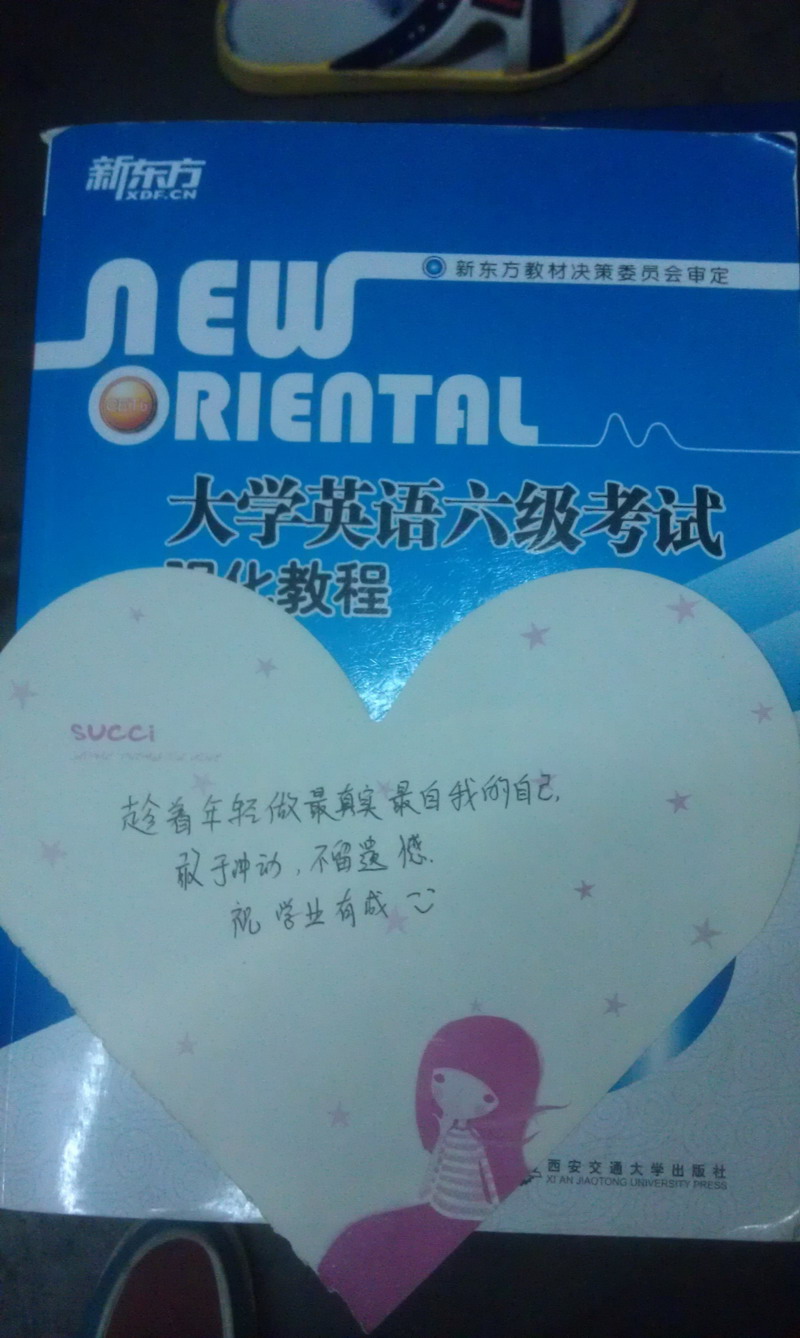 新东方
XDF.CN
NEW
新东方教材决策委员会审定
ORIENTAL
大学英语六级考试
强化教程
succi
趁着年轻做最真实最自我的自己,
敢于冲动,不留遗憾.
祝学业有成
西安交通大学出版社
XI'AN JIAOTONG UNIVERSITY PRESS